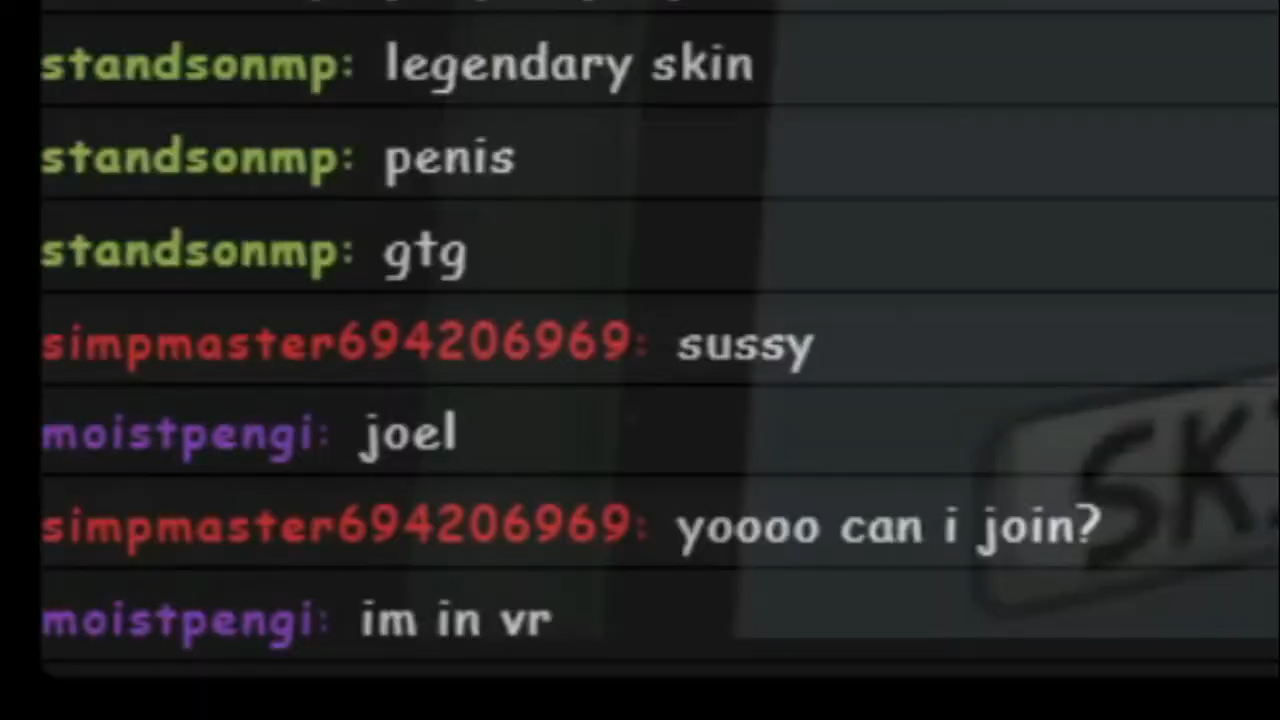 standsonmp: legendary skin
standsonmp: penis
standsonmp: gtg
simpmaster694206969: sussy
moistpengi: joel
simpmaster694206969: yoooo can i join?
moistpengi: im in vr